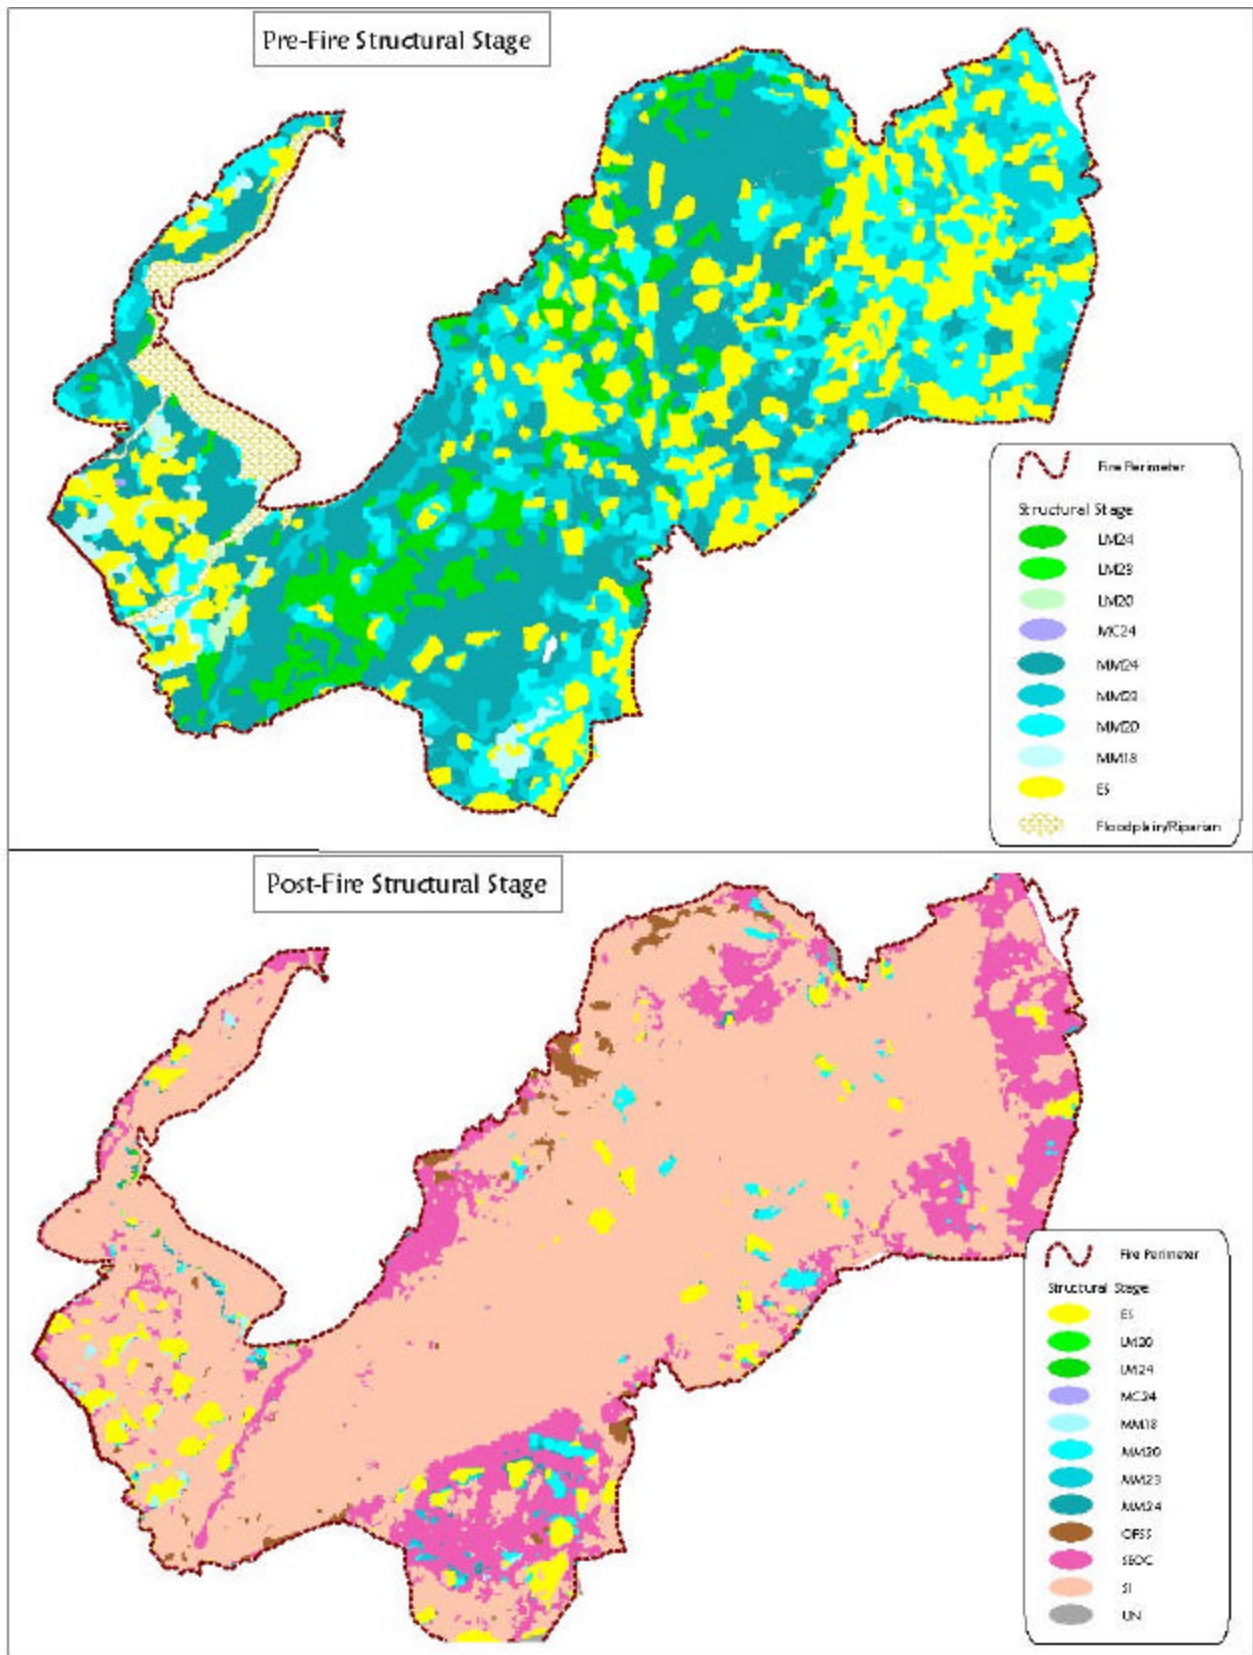 Pre-Fire Structural Stage
Fire Perimeter
Structural Stage
LM24
LM23
LM20
MC24
MM24
MM23
MM20
MM18
ES
Floodplain/Riparian
Post-Fire Structural Stage
Fire Perimeter
Structural Stage
ES
LM20
LM24
MC24
MM18
MM20
MM23
MM24
OFSS
SEOC
SI
UN